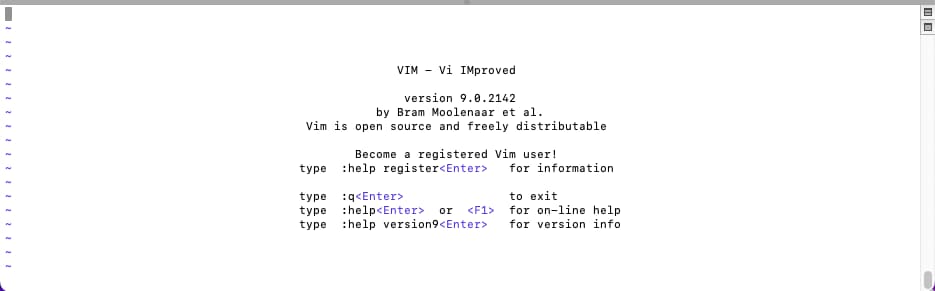 ~
~
~
~ VIM - Vi IMproved
~
~ version 9.0.2142
~ by Bram Moolenaar et al.
~ Vim is open source and freely distributable
~
~ Become a registered Vim user!
~ type :help register<Enter> for information
~
~ type :q<Enter> to exit
~ type :help<Enter> or <F1> for on-line help
~ type :help version9<Enter> for version info
~
~
~